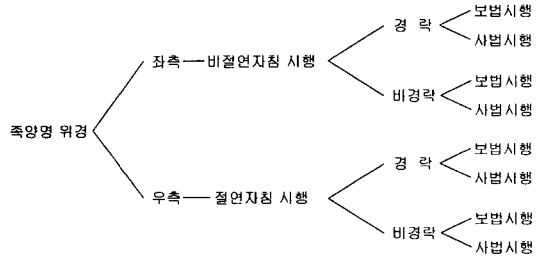 족양명 위경
좌측 비절연자침 시행
경 락
보법시행
사법시행
비경락
보법시행
사법시행
우측 절연자침 시행
경 락
보법시행
사법시행
비경락
보법시행
사법시행